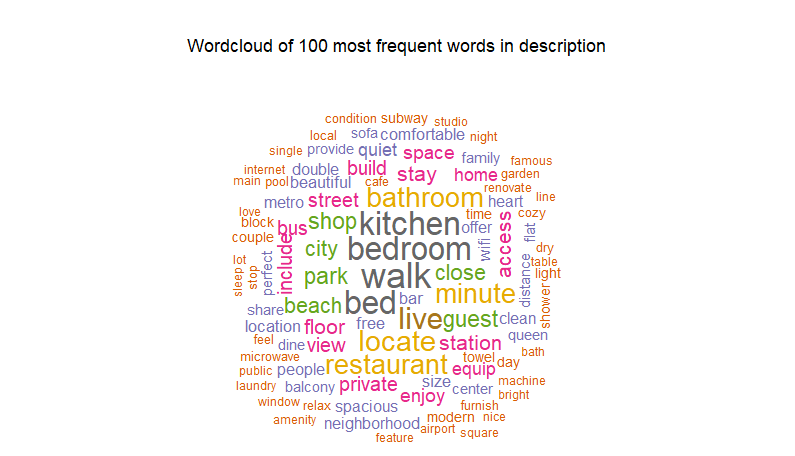 Wordcloud of 100 most frequent words in description
condition subway studio
local sofa comfortable night
single provide quiet space family famous
internet double build stay home garden
main pool beautiful cafe bathroom renovate
metro street heart line
love bus shop kitchen time offer cozy
block access flat
couple city bedroom wifi dry
include perfect
lot park walk close distance table light
sleep stop shower
beach bed bar minute
share live guest clean
location floor free queen
feel dine view locate station bath
microwave restaurant towel day
public people equip
laundry balcony private size center machine
window relax spacious enjoy furnish bright
amenity neighborhood modern nice
feature airport square